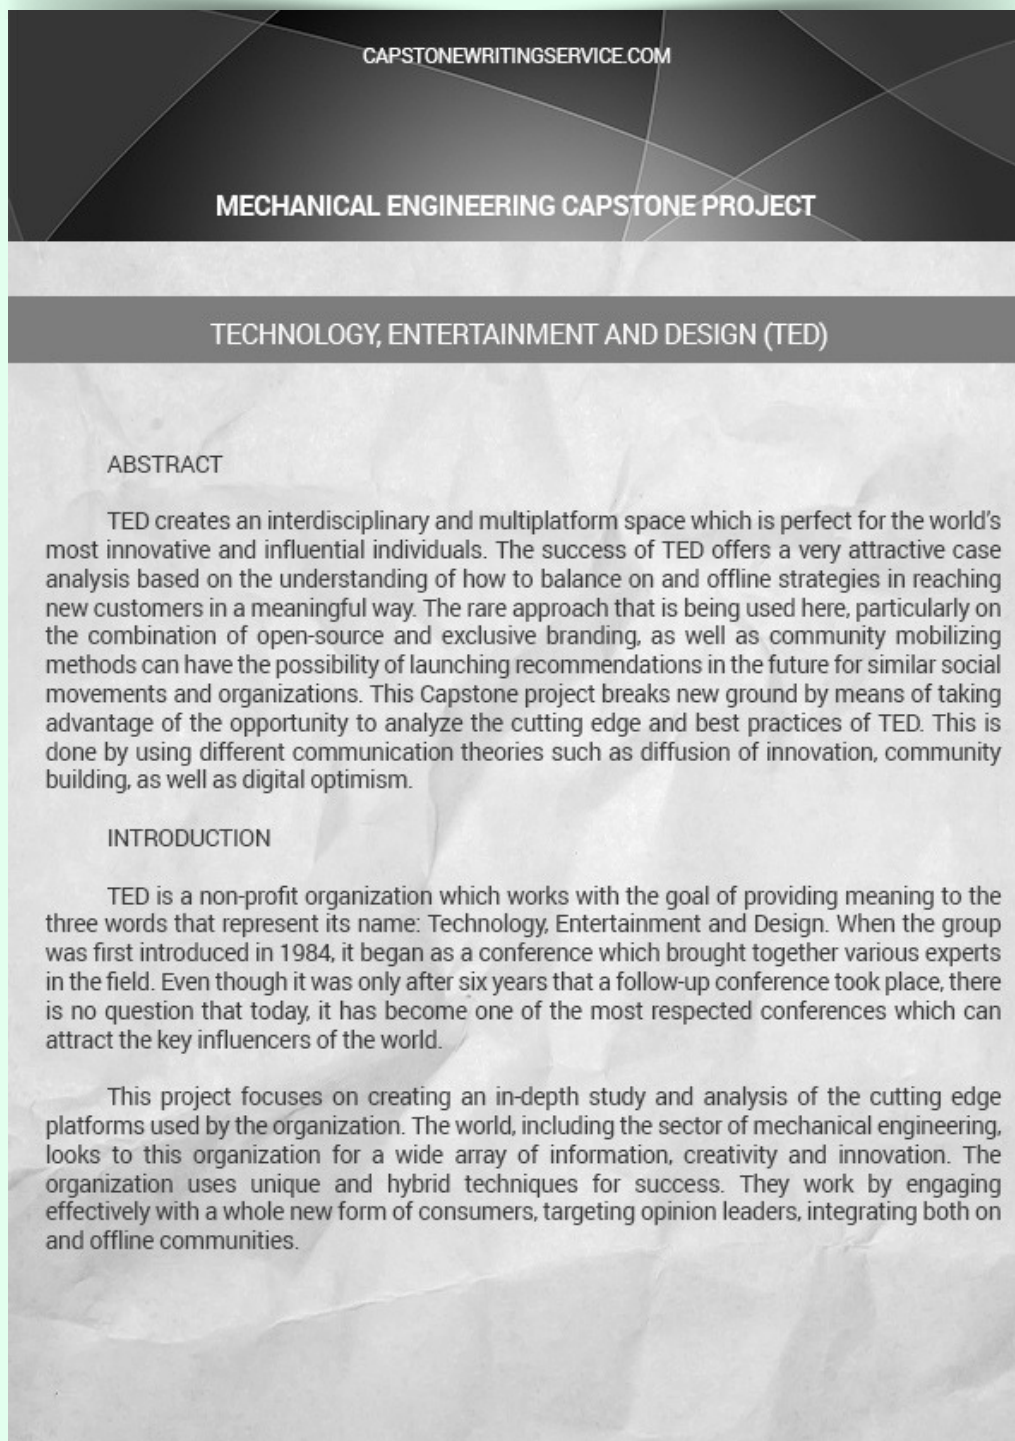 CAPSTONEWRITINGSERVICE.COM
MECHANICAL ENGINEERING CAPSTONE PROJECT
TECHNOLOGY, ENTERTAINMENT AND DESIGN (TED)
ABSTRACT
TED creates an interdisciplinary and multiplatform space which is perfect for the world's
most innovative and influential individuals. The success of TED offers a very attractive case
analysis based on the understanding of how to balance on and offline strategies in reaching
new customers in a meaningful way. The rare approach that is being used here, particularly on
the combination of open-source and exclusive branding, as well as community mobilizing
methods can have the possibility of launching recommendations in the future for similar social
movements and organizations. This Capstone project breaks new ground by means of taking
advantage of the opportunity to analyze the cutting edge and best practices of TED. This is
done by using different communication theories such as diffusion of innovation, community
building, as well as digital optimism.
INTRODUCTION
TED is a non-profit organization which works with the goal of providing meaning to the
three words that represent its name: Technology, Entertainment and Design. When the group
was first introduced in 1984, it began as a conference which brought together various experts
in the field. Even though it was only after six years that a follow-up conference took place, there
is no question that today, it has become one of the most respected conferences which can
attract the key influencers of the world.
This project focuses on creating an in-depth study and analysis of the cutting edge
platforms used by the organization. The world, including the sector of mechanical engineering,
looks to this organization for a wide array of information, creativity and innovation. The
organization uses unique and hybrid techniques for success. They work by engaging
effectively with a whole new form of consumers, targeting opinion leaders, integrating both on
and offline communities.